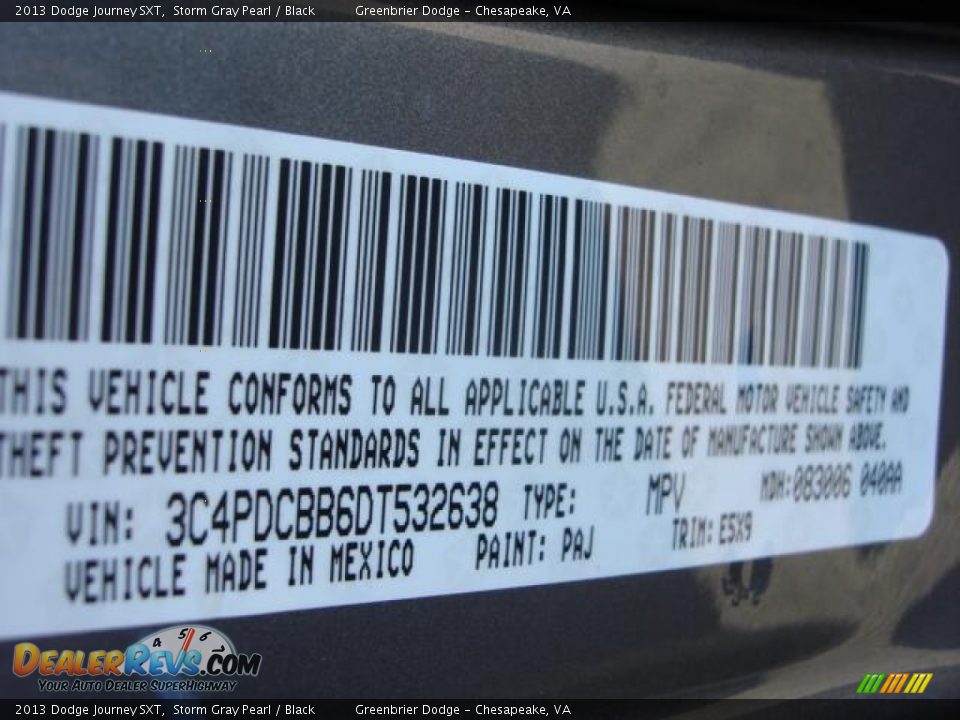 2013 Dodge Journey SXT, Storm Gray Pearl / Black Greenbrier Dodge - Chesapeake, VA
THIS VEHICLE CONFORMS TO ALL APPLICABLE U.S.A. FEDERAL MOTOR VEHICLE SAFETY AND
THEFT PREVENTION STANDARDS IN EFFECT ON THE DATE OF MANUFACTURE SHOWN ABOVE.
VIN: 3C4PDCBB6DT532638 TYPE: MPV MDH:083006 040AA
VEHICLE MADE IN MEXICO PAINT: PAJ TRIM: E5X9
4 5 6
DEALERREVS.COM
YOUR AUTO DEALER SUPERHIGHWAY
2013 Dodge Journey SXT, Storm Gray Pearl / Black Greenbrier Dodge - Chesapeake, VA